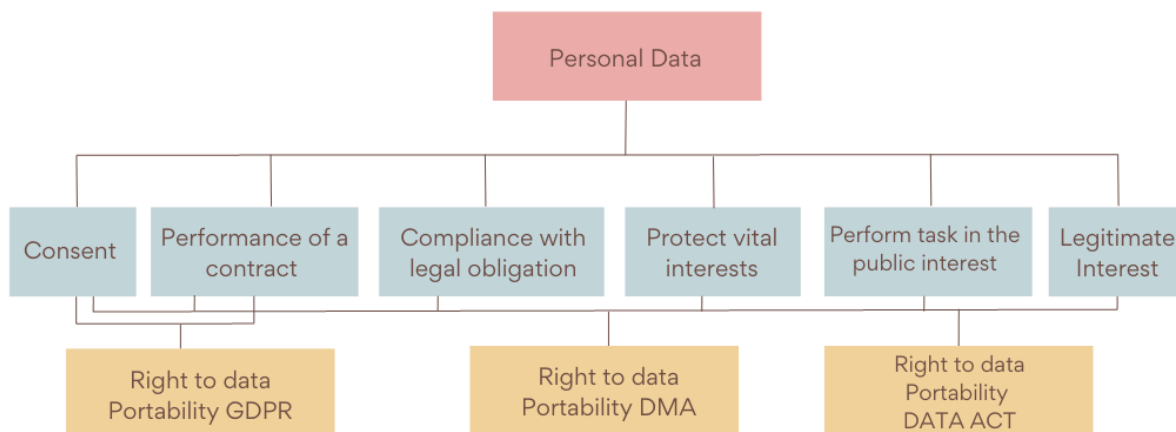 Personal Data
Consent
Performance of a
contract
Compliance with
legal obligation
Protect vital
interests
Perform task in the
public interest
Legitimate
Interest
Right to data
Portability GDPR
Right to data
Portability DMA
Right to data
Portability
DATA ACT